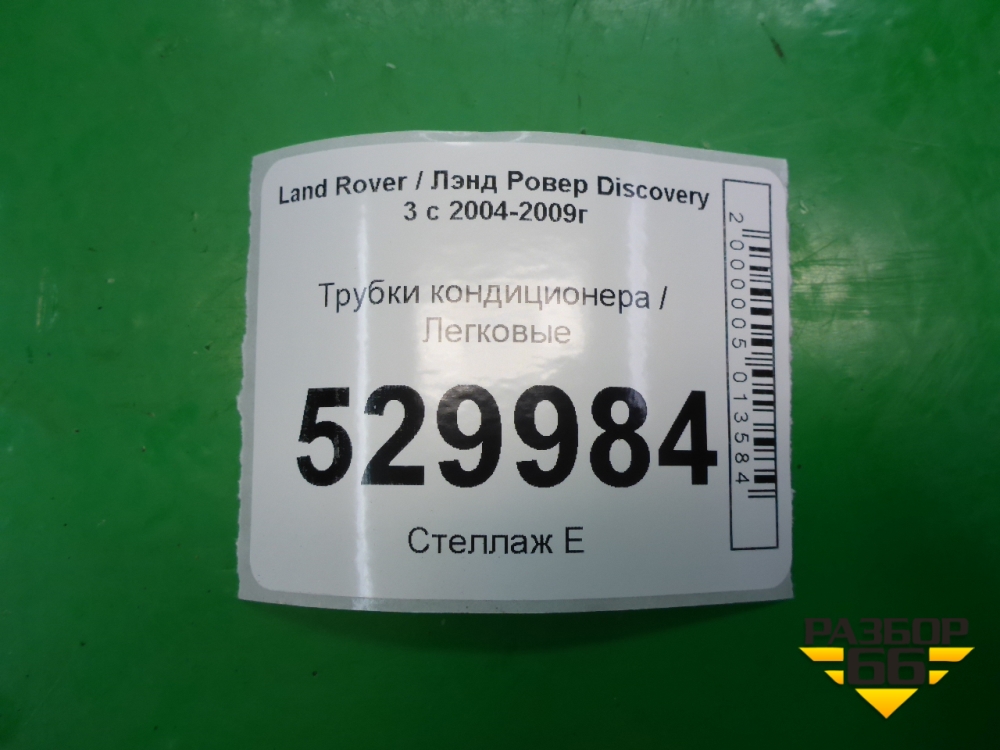 Land Rover / Лэнд Ровер Discovery
3 с 2004-2009г
Трубки кондиционера /
Легковые
529984
Стеллаж Е
2000005013584
РАЗБОР
66